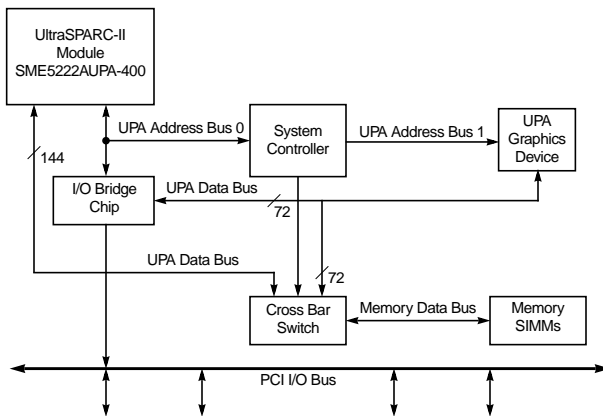 UltraSPARC-II
Module
SME5222AUPA-400
UPA Address Bus 0
System
Controller
UPA Address Bus 1
UPA
Graphics
Device
144
I/O Bridge
Chip
UPA Data Bus
72
UPA Data Bus
72
Cross Bar
Switch
Memory Data Bus
Memory
SIMMs
PCI I/O Bus